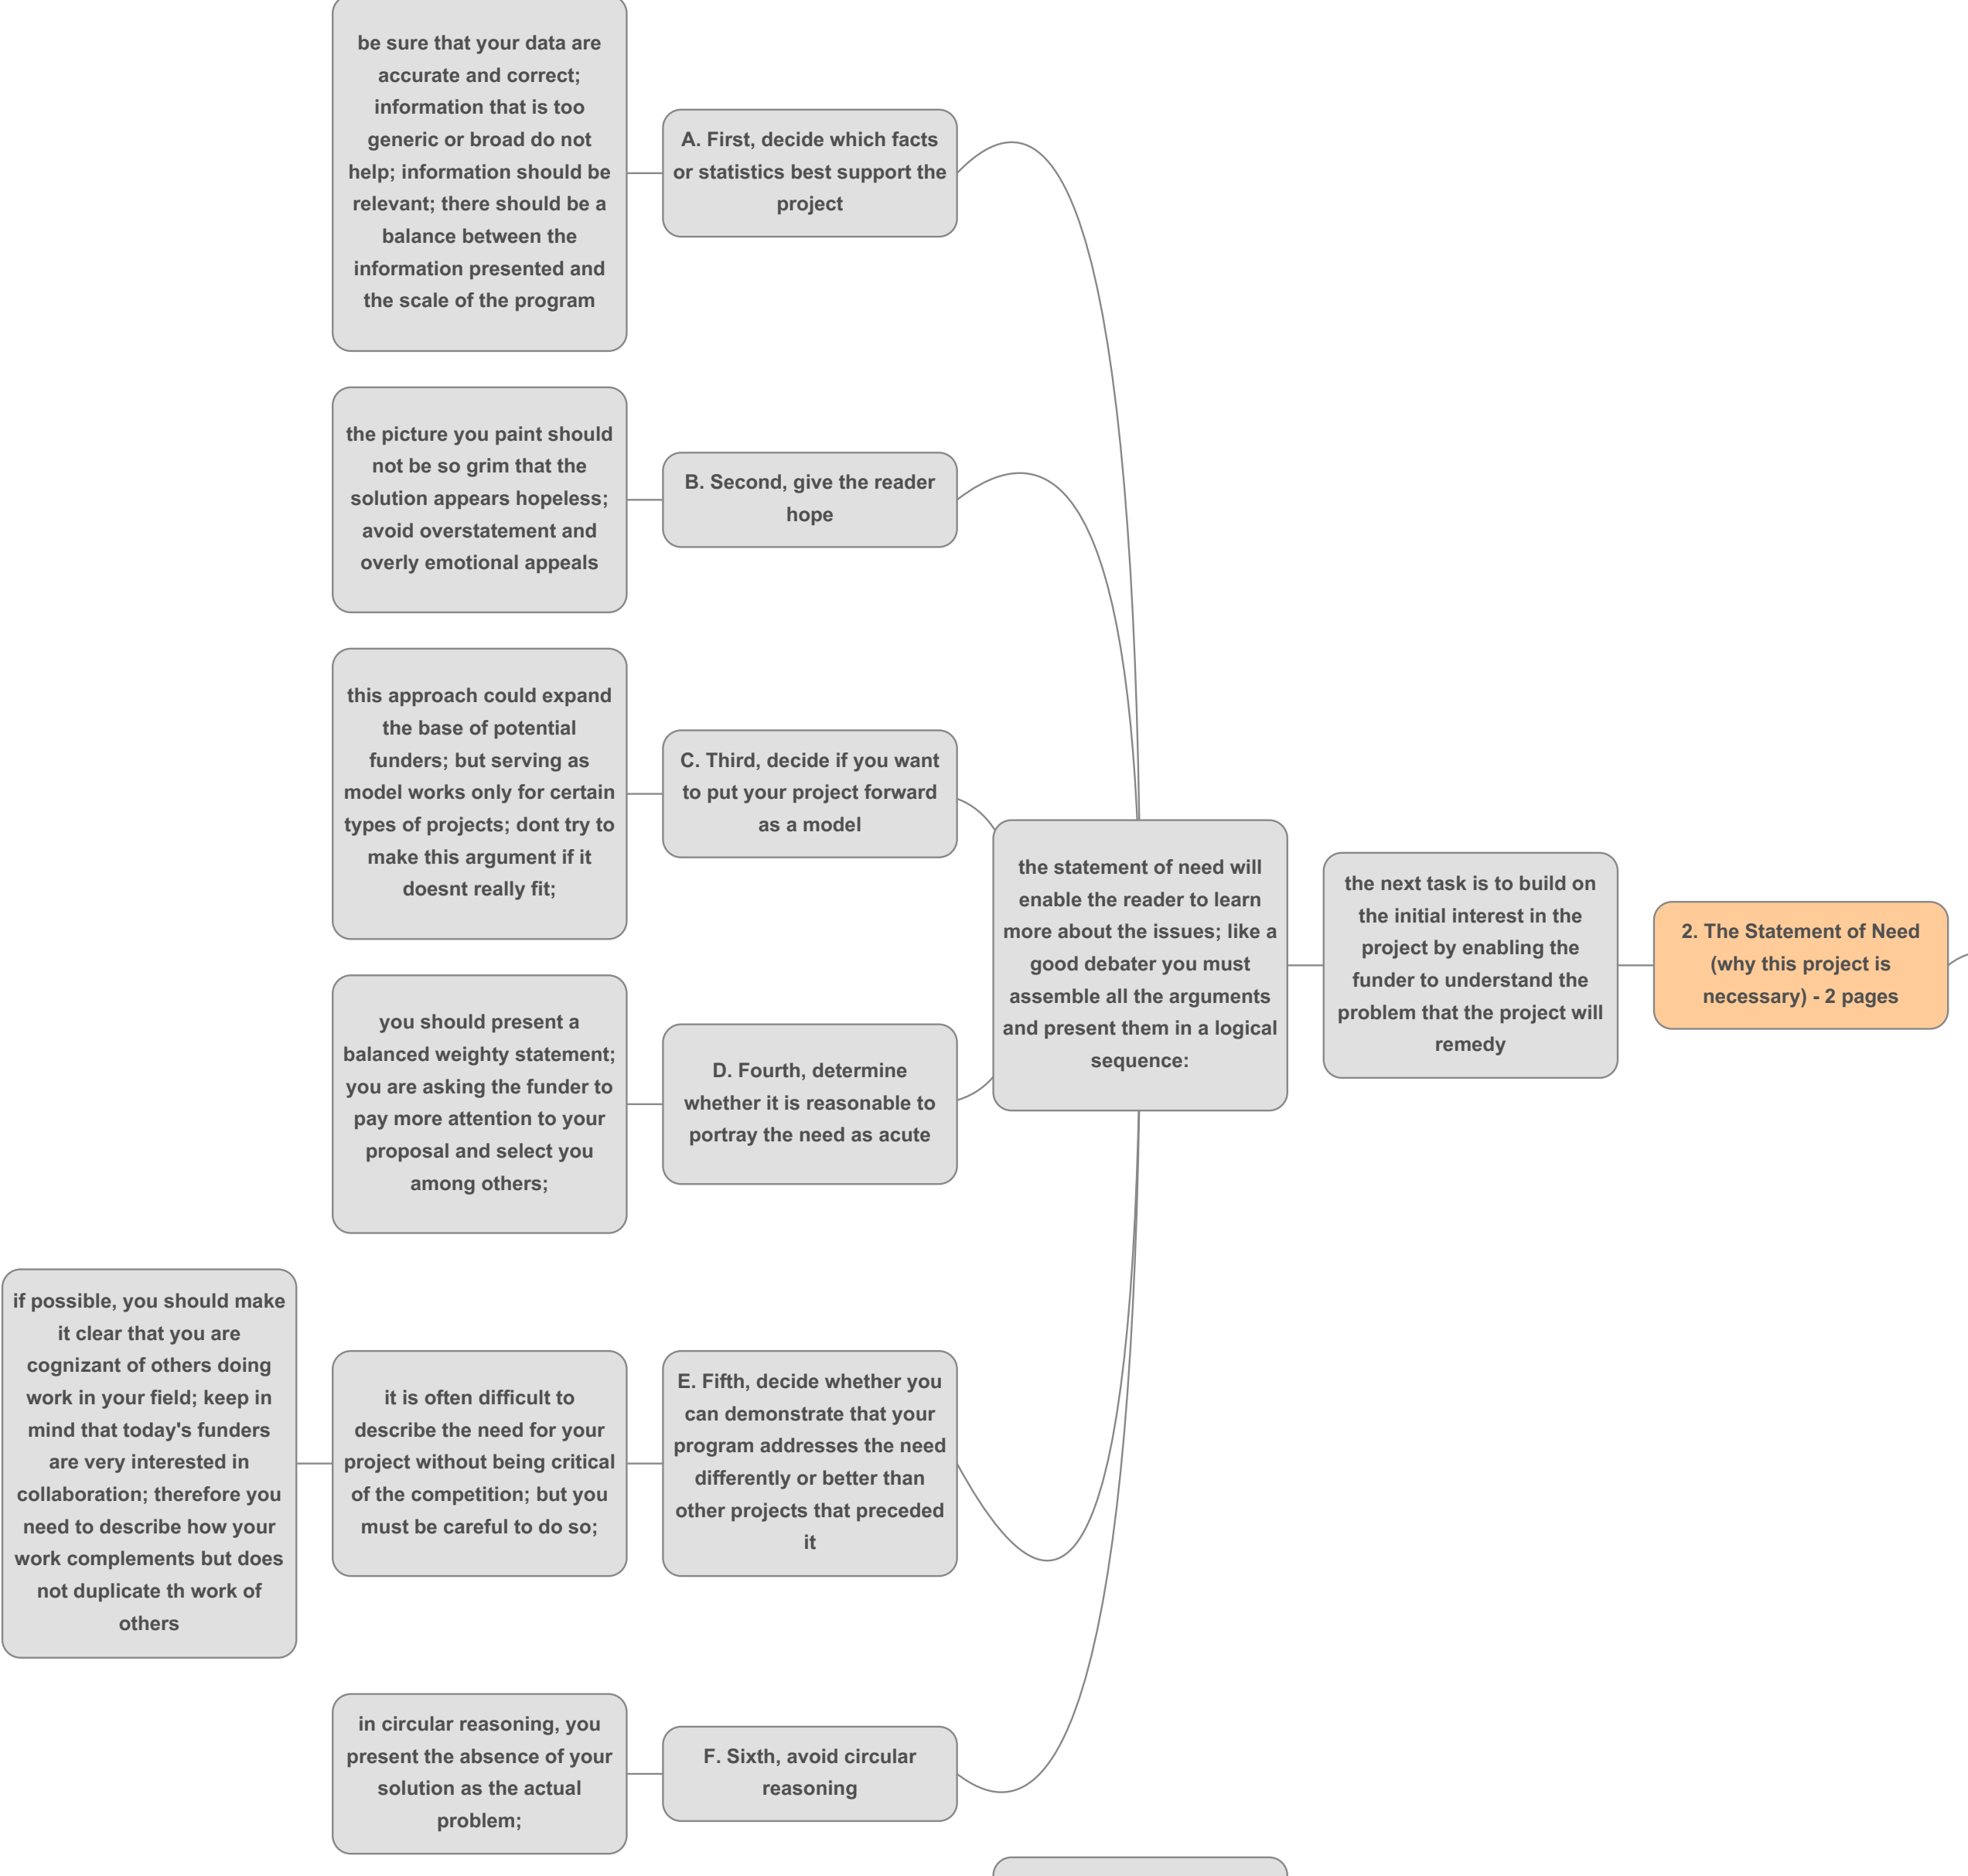 be sure that your data are
accurate and correct;
information that is too
generic or broad do not
help; information should be
relevant; there should be a
balance between the
information presented and
the scale of the program
A. First, decide which facts
or statistics best support the
project
the picture you paint should
not be so grim that the
solution appears hopeless;
avoid overstatement and
overly emotional appeals
B. Second, give the reader
hope
this approach could expand
the base of potential
funders; but serving as
model works only for certain
types of projects; dont try to
make this argument if it
doesnt really fit;
C. Third, decide if you want
to put your project forward
as a model
the statement of need will
enable the reader to learn
more about the issues; like a
good debater you must
assemble all the arguments
and present them in a logical
sequence:
the next task is to build on
the initial interest in the
project by enabling the
funder to understand the
problem that the project will
remedy
2. The Statement of Need
(why this project is
necessary) - 2 pages
you should present a
balanced weighty statement;
you are asking the funder to
pay more attention to your
proposal and select you
among others;
D. Fourth, determine
whether it is reasonable to
portray the need as acute
if possible, you should make
it clear that you are
cognizant of others doing
work in your field; keep in
mind that today's funders
are very interested in
collaboration; therefore you
need to describe how your
work complements but does
not duplicate th work of
others
it is often difficult to
describe the need for your
project without being critical
of the competition; but you
must be careful to do so;
E. Fifth, decide whether you
can demonstrate that your
program addresses the need
differently or better than
other projects that preceded
it
in circular reasoning, you
present the absence of your
solution as the actual
problem;
F. Sixth, avoid circular
reasoning